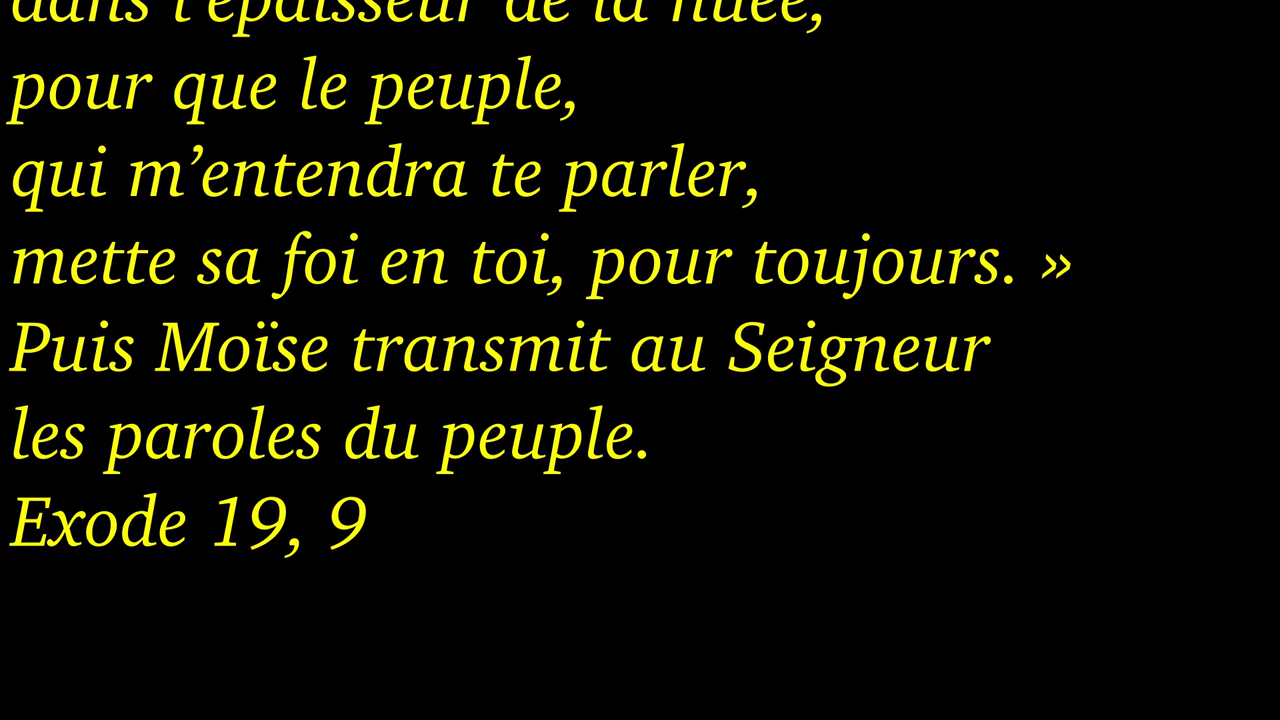 dans l'épaisseur de la nuée,
pour que le peuple,
qui m’entendra te parler,
mette sa foi en toi, pour toujours. »
Puis Moïse transmit au Seigneur
les paroles du peuple.
Exode 19, 9